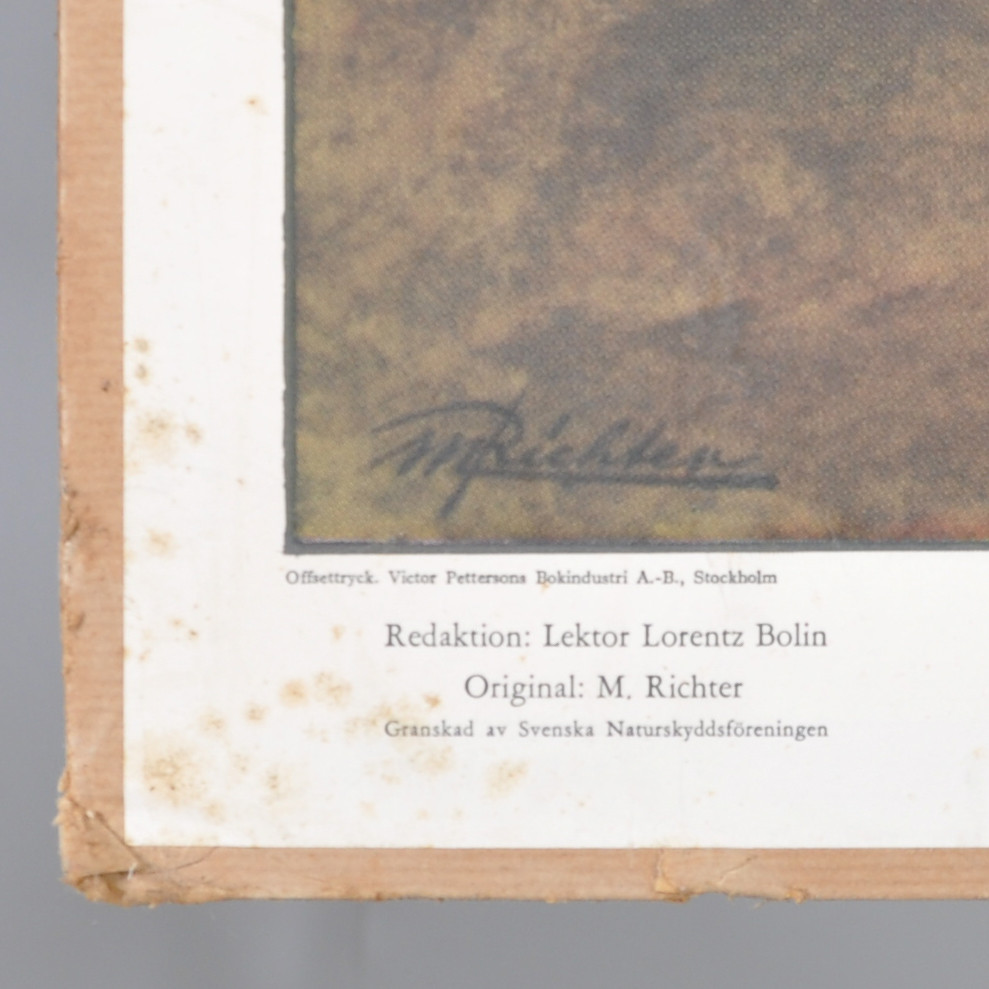 M Richter
Offsettryck. Victor Pettersons Bokindustri A.-B., Stockholm
Redaktion: Lektor Lorentz Bolin
Original: M. Richter
Granskad av Svenska Naturskyddsföreningen